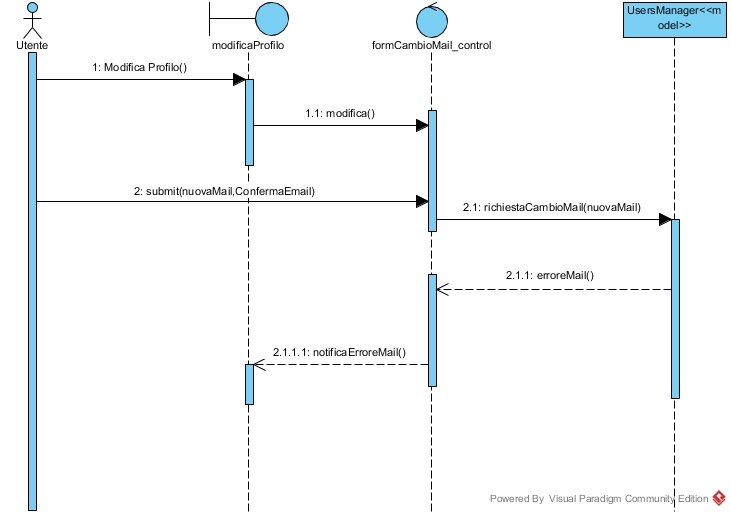 Utente
modificaProfilo
formCambioMail_control
UsersManager<<m
odel>>
1: Modifica Profilo()
1.1: modifica()
2: submit(nuovaMail,ConfermaEmail)
2.1: richiestaCambioMail(nuovaMail)
2.1.1: erroreMail()
2.1.1.1: notificaErroreMail()
Powered By Visual Paradigm Community Edition